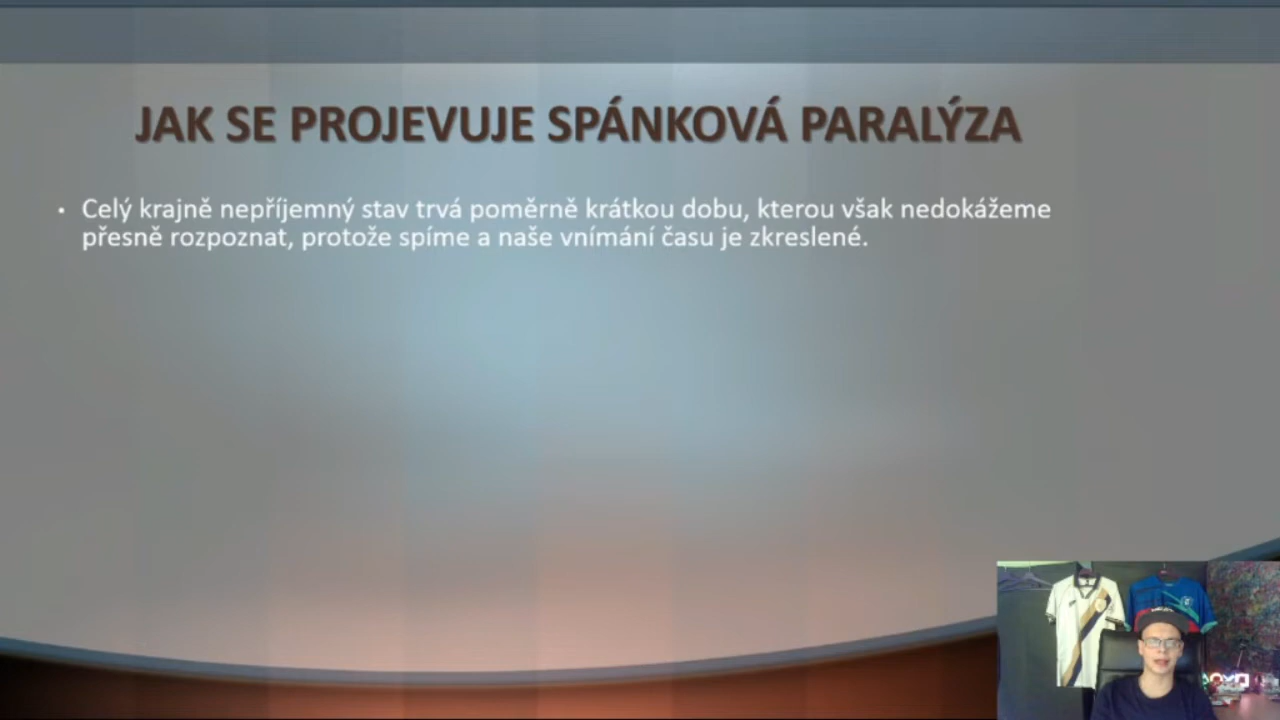 JAK SE PROJEVUJE SPÁNKOVÁ PARALÝZA
• Celý krajně nepříjemný stav trvá poměrně krátkou dobu, kterou však nedokážeme
přesně rozpoznat, protože spíme a naše vnímání času je zkreslené.